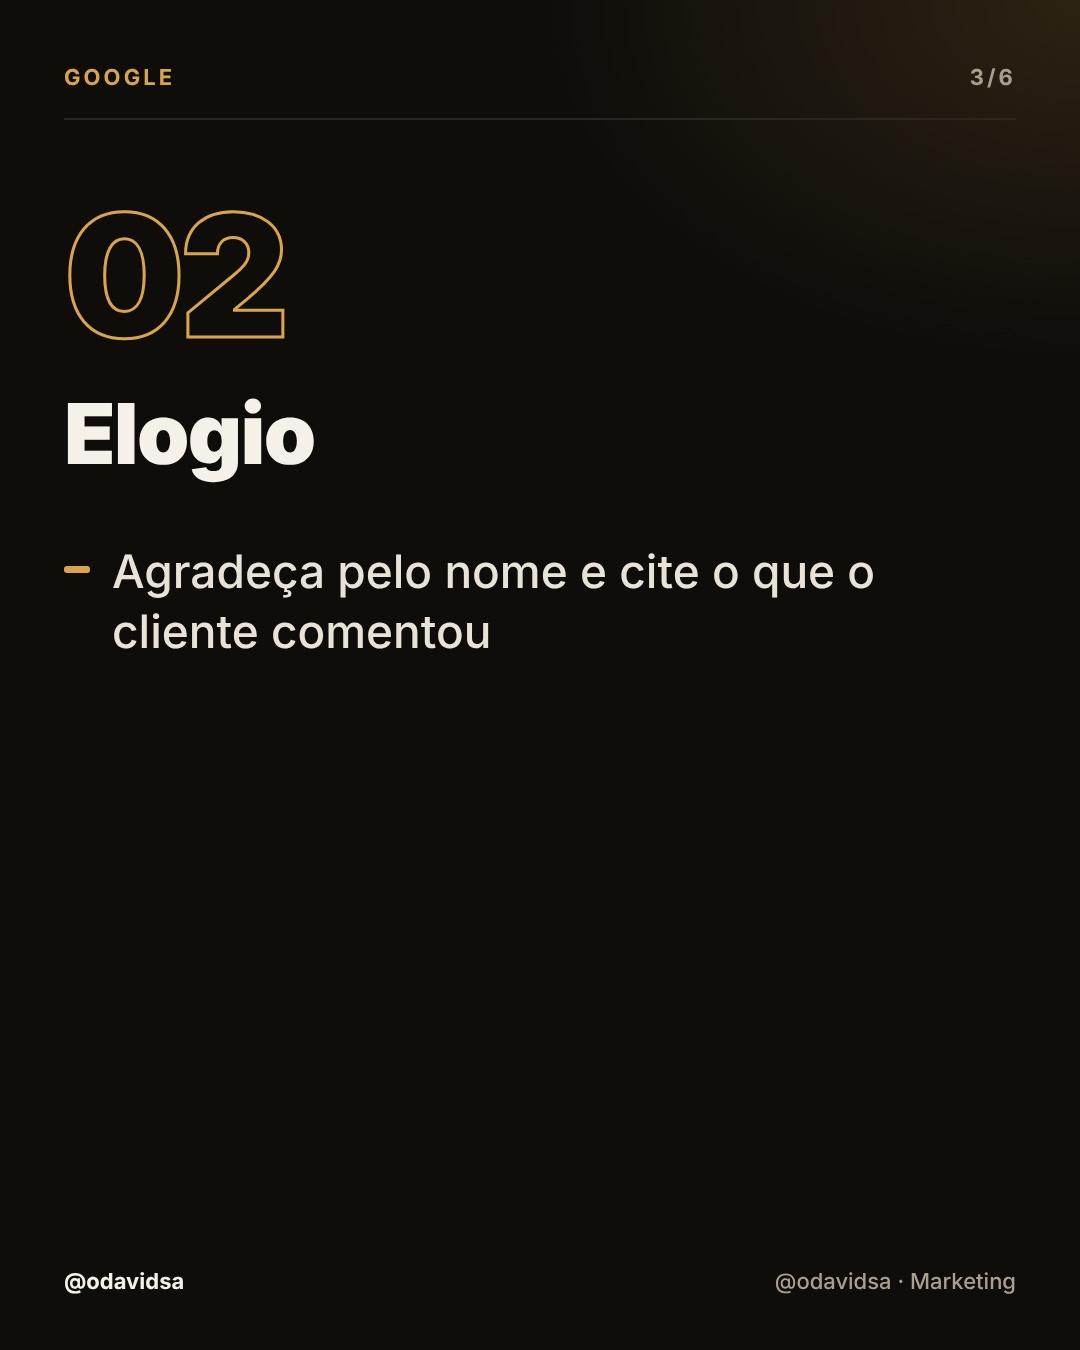 GOOGLE
3/6
02
Elogio
Agradeça pelo nome e cite o que o
cliente comentou
@odavidsa
@odavidsa · Marketing